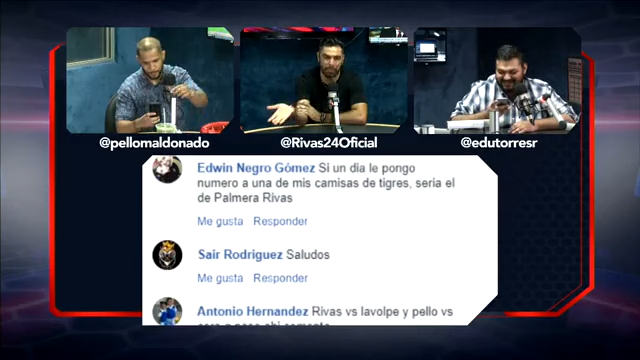 @pellomaldonado
@Rivas24Oficial
@edutorresr
Edwin Negro Gómez Si un dia le pongo
numero a una de mis camisas de tigres, seria el
de Palmera Rivas
Me gusta Responder
Sair Rodriguez Saludos
Me gusta Responder
Antonio Hernandez Rivas vs lavolpe y pello vs